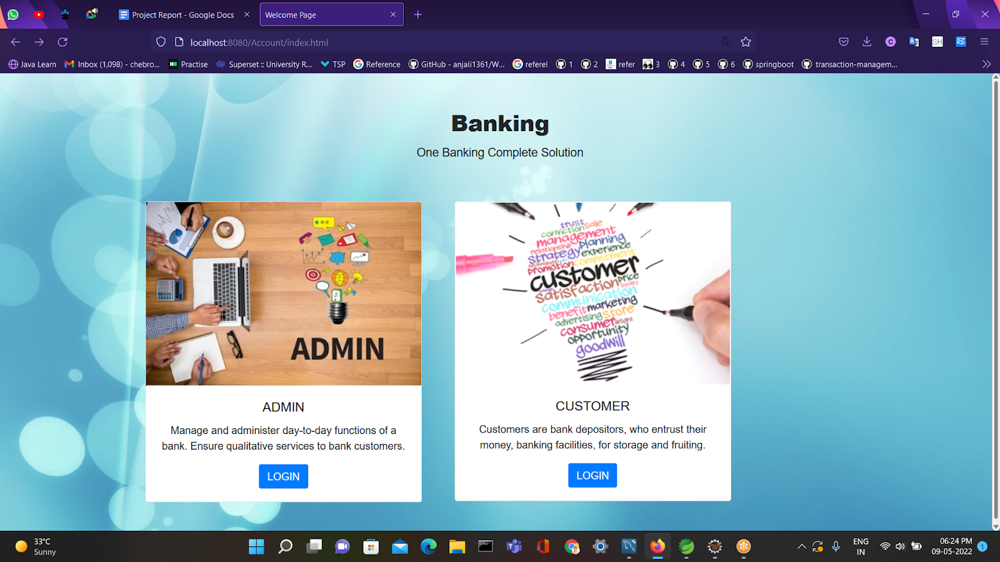 Project Report - Google Docs
Welcome Page
localhost:8080/Account/index.html
SH
Java Learn
Inbox (1,098) - chebro...
Practise
Superset :: University R...
TSP
Reference
GitHub - anjali1361/W...
referel
1
2
refer
3
4
5
6
springboot
transaction-managem...
Banking
One Banking Complete Solution
ADMIN
trust sale
conviction
management
relationship planning
strategy experience
promotion commitment
customer
price
satisfaction loyalty
communication
benefit marketing
advertising store
consumer delight
opportunity
goodwill
ADMIN
Manage and administer day-to-day functions of a
bank. Ensure qualitative services to bank customers.
LOGIN
CUSTOMER
Customers are bank depositors, who entrust their
money, banking facilities, for storage and fruiting.
LOGIN
33°C
Sunny
ENG
IN
06:24 PM
09-05-2022
1